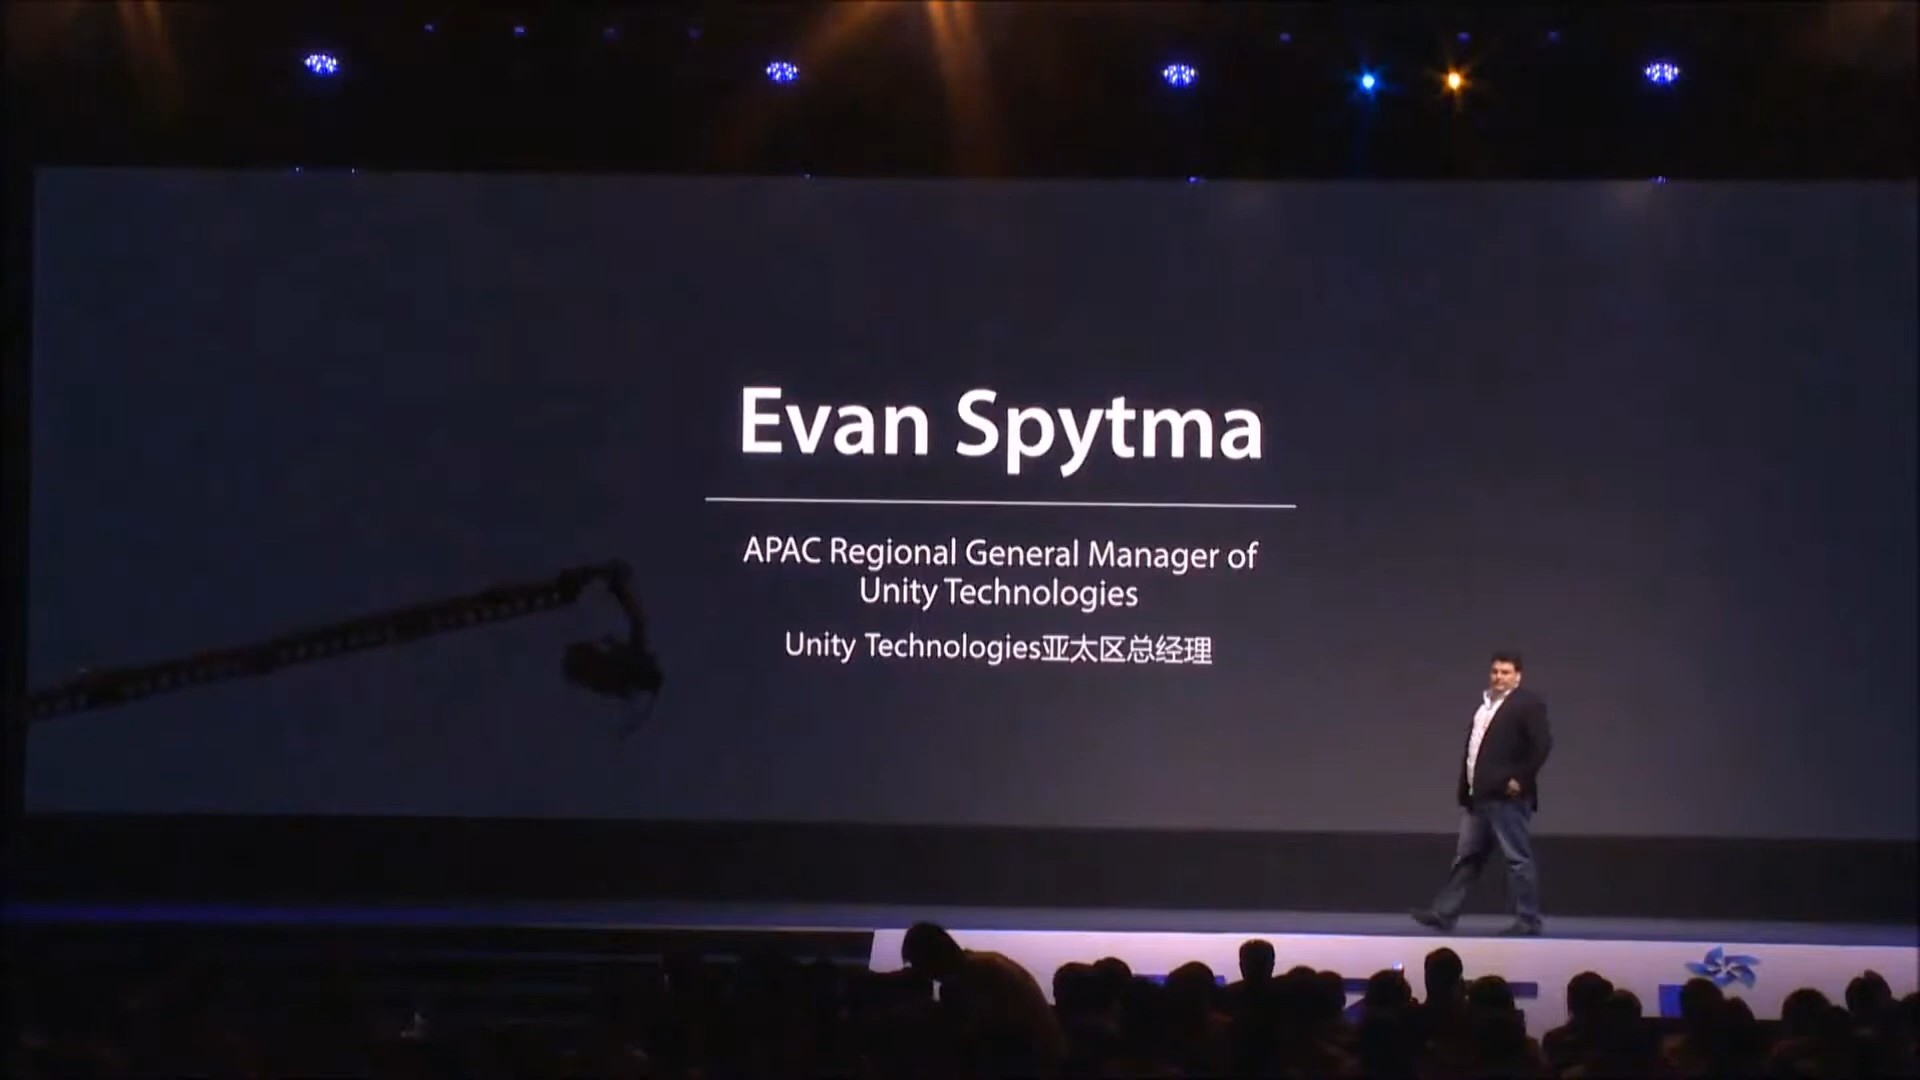 Evan Spytma
APAC Regional General Manager of
Unity Technologies
Unity Technologies亚太区总经理